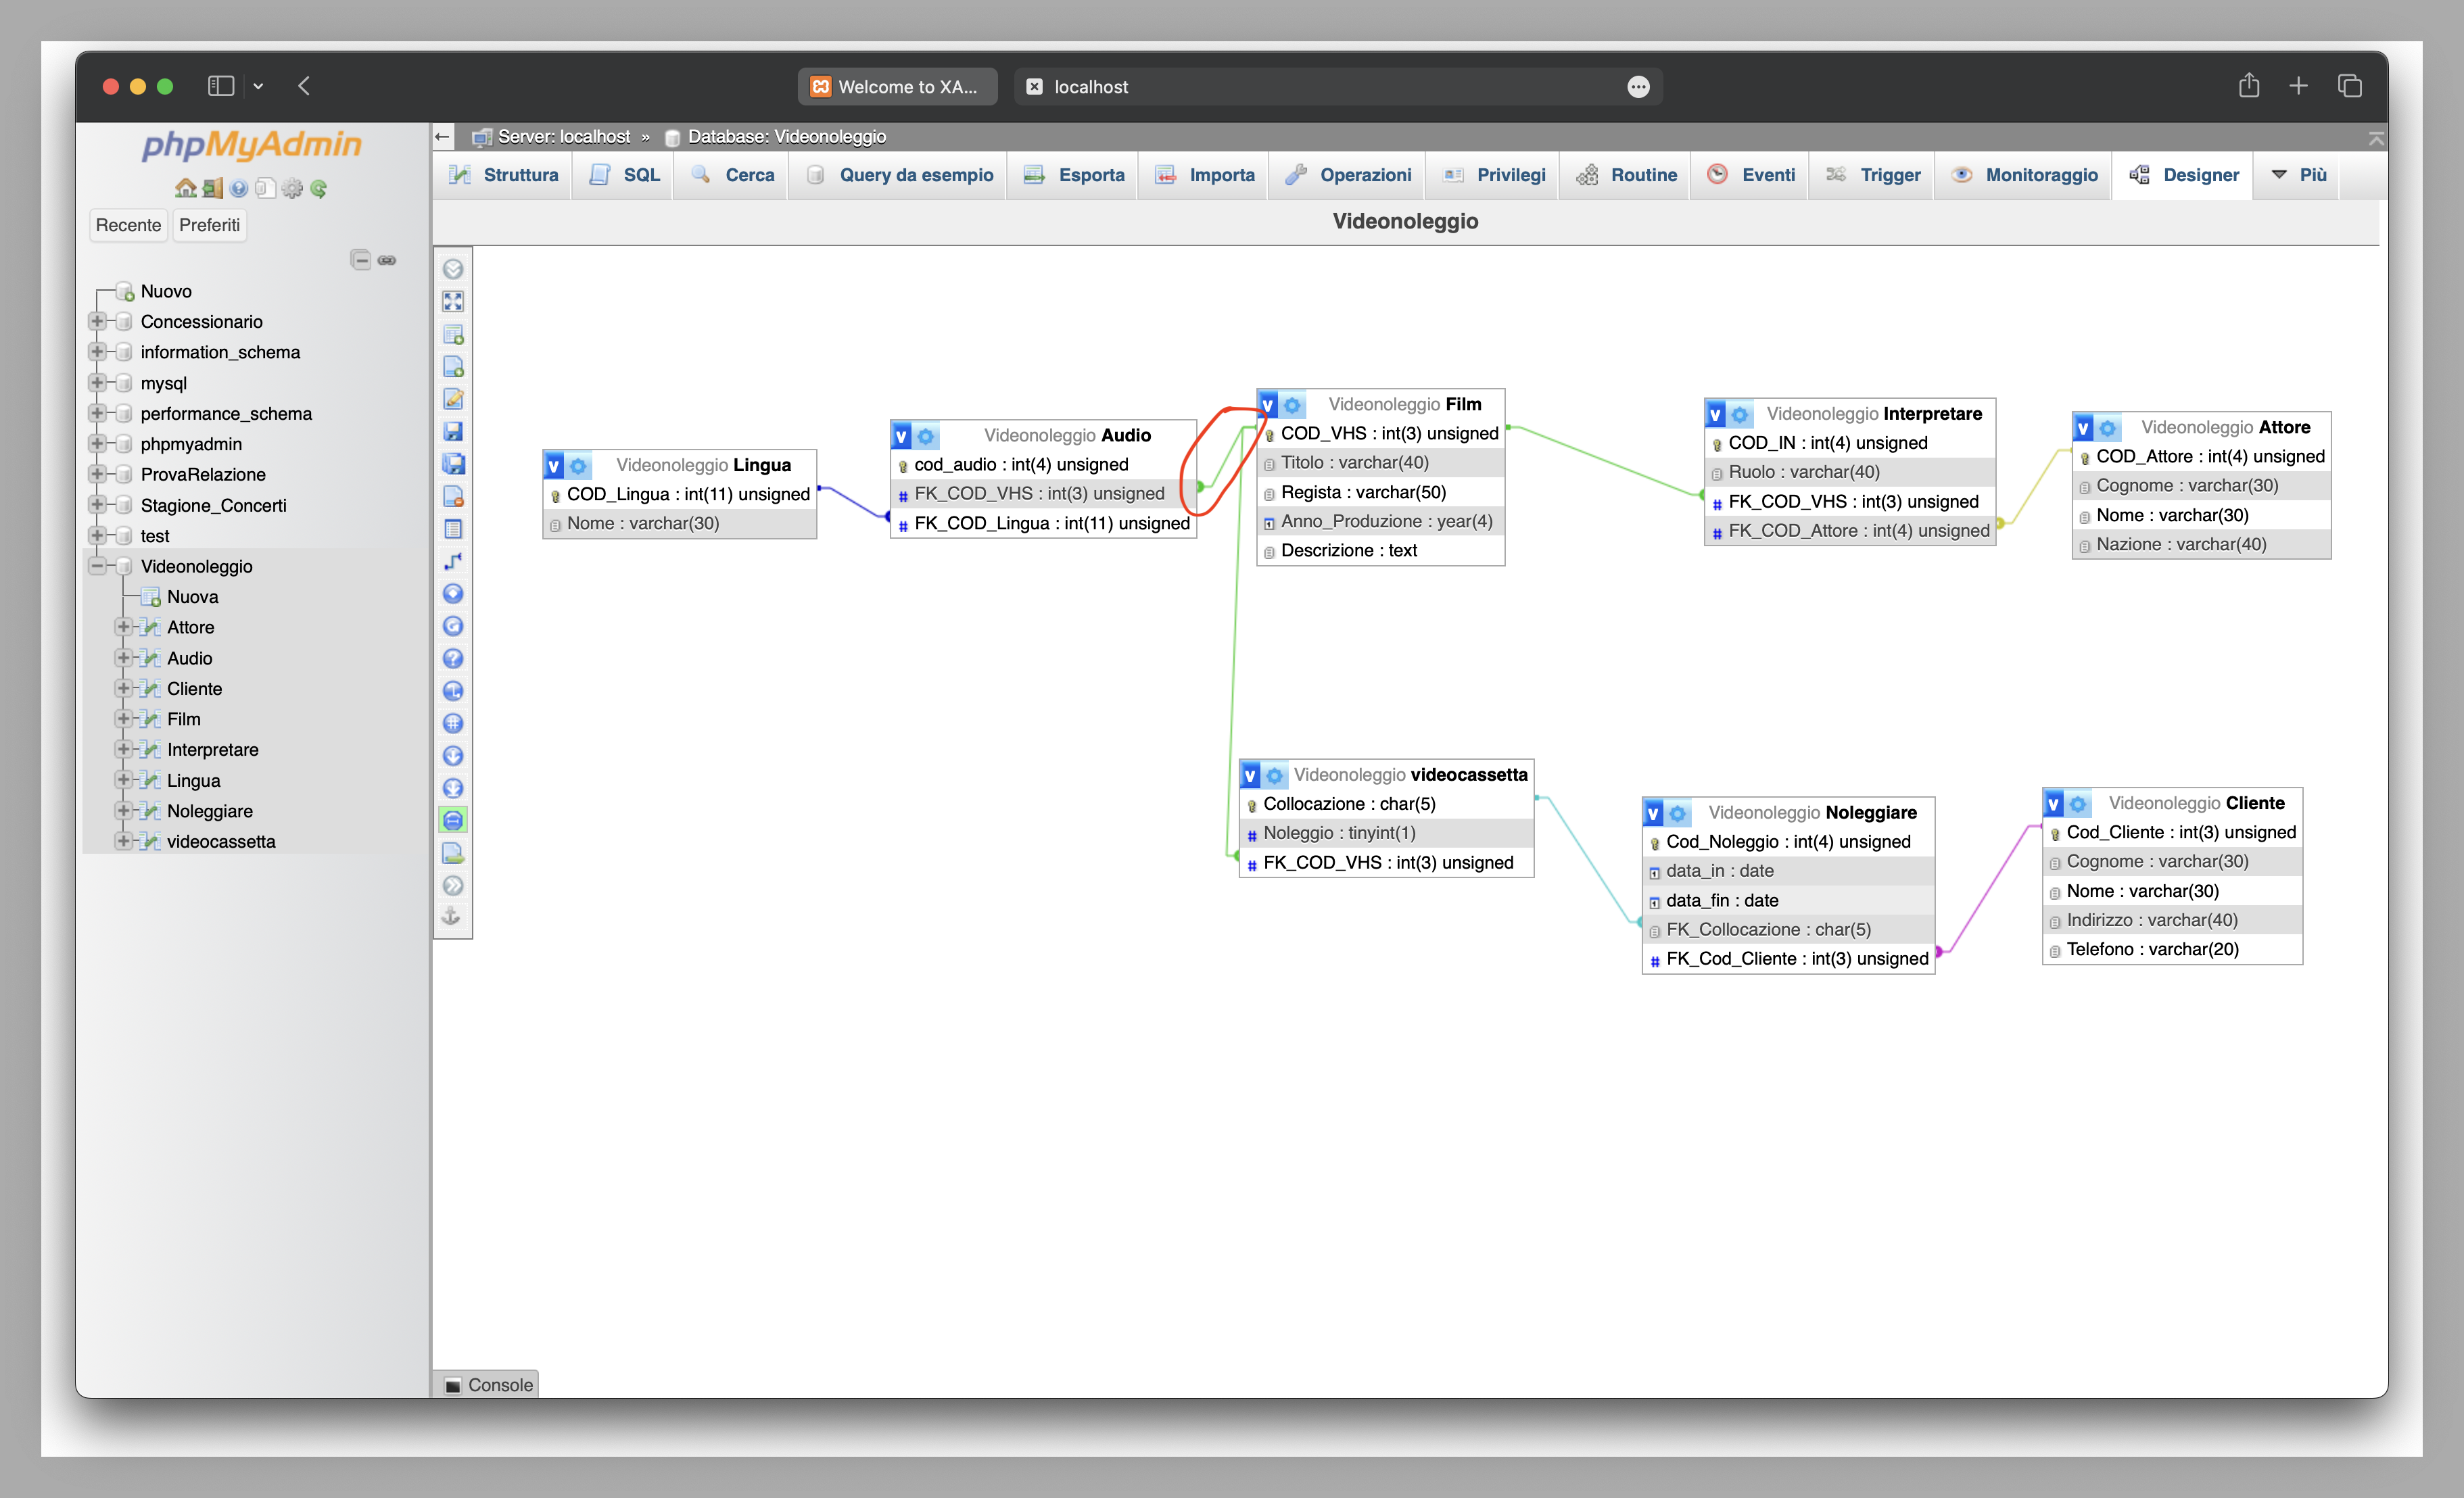 Welcome to XA...
localhost
phpMyAdmin
Server: localhost » Database: Videonoleggio
Struttura SQL Cerca Query da esempio Esporta Importa Operazioni Privilegi Routine Eventi Trigger Monitoraggio Designer Più
Recente Preferiti
Videonoleggio
Nuovo
Concessionario
information_schema
mysql
performance_schema
phpmyadmin
ProvaRelazione
Stagione_Concerti
test
Videonoleggio
Nuova
Attore
Audio
Cliente
Film
Interpretare
Lingua
Noleggiare
videocassetta
v Videonoleggio Lingua
COD_Lingua : int(11) unsigned
Nome : varchar(30)
v Videonoleggio Audio
cod_audio : int(4) unsigned
# FK_COD_VHS : int(3) unsigned
# FK_COD_Lingua : int(11) unsigned
v Videonoleggio Film
COD_VHS : int(3) unsigned
Titolo : varchar(40)
Regista : varchar(50)
Anno_Produzione : year(4)
Descrizione : text
v Videonoleggio Interpretare
COD_IN : int(4) unsigned
Ruolo : varchar(40)
# FK_COD_VHS : int(3) unsigned
# FK_COD_Attore : int(4) unsigned
v Videonoleggio Attore
COD_Attore : int(4) unsigned
Cognome : varchar(30)
Nome : varchar(30)
Nazione : varchar(40)
v Videonoleggio videocassetta
Collocazione : char(5)
# Noleggio : tinyint(1)
# FK_COD_VHS : int(3) unsigned
v Videonoleggio Noleggiare
Cod_Noleggio : int(4) unsigned
data_in : date
data_fin : date
FK_Collocazione : char(5)
# FK_Cod_Cliente : int(3) unsigned
v Videonoleggio Cliente
Cod_Cliente : int(3) unsigned
Cognome : varchar(30)
Nome : varchar(30)
Indirizzo : varchar(40)
Telefono : varchar(20)
Console